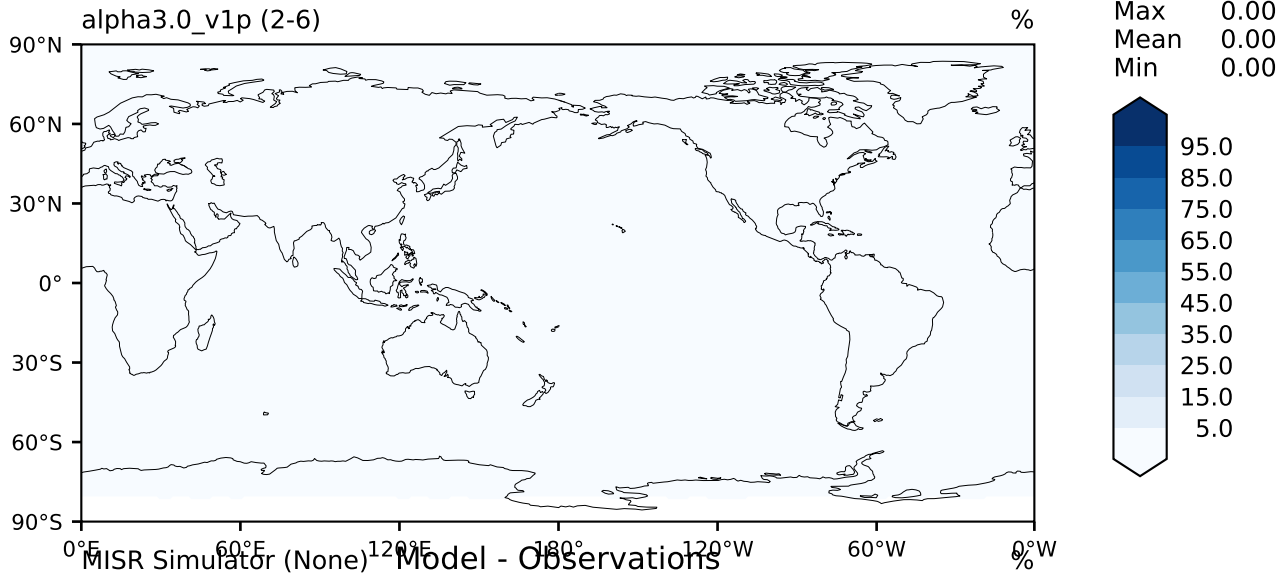 alpha3.0_v1p (2-6) %
Max 0.00
Mean 0.00
Min 0.00
90°N
60°N
30°N
0°
30°S
60°S
90°S
95.0
85.0
75.0
65.0
55.0
45.0
35.0
25.0
15.0
5.0
0°E 60°E 120°E 180° 120°W 60°W 0°W
MISR Simulator (None) Model - Observations %